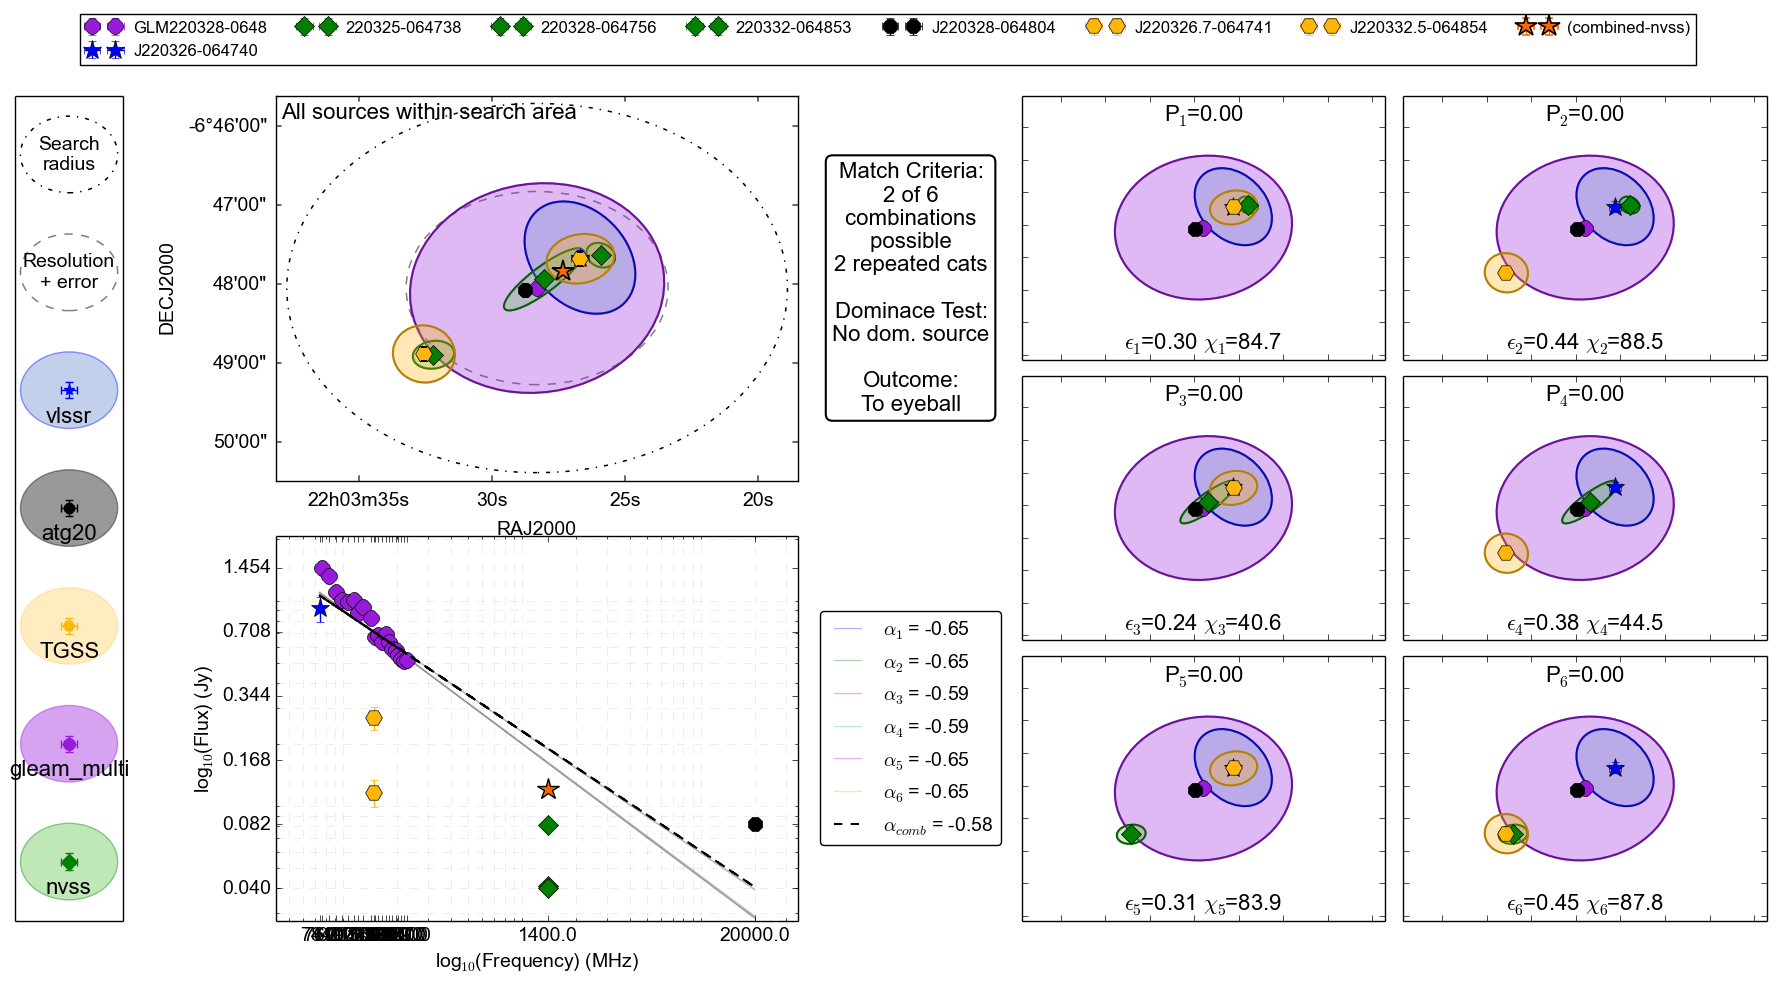 GLM220328-0648 220325-064738 220328-064756 220332-064853 J220328-064804 J220326.7-064741 J220332.5-064854 (combined-nvss)
J220326-064740
Search
radius
Resolution
+ error
vlssr
atg20
TGSS
gleam_multi
nvss
All sources within search area
-6°46'00"
47'00"
48'00"
49'00"
50'00"
DECJ2000
22h03m35s 30s 25s 20s
RAJ2000
Match Criteria:
2 of 6
combinations
possible
2 repeated cats
Dominace Test:
No dom. source
Outcome:
To eyeball
1.454
0.708
0.344
0.168
0.082
0.040
log10(Flux) (Jy)
1400.0 20000.0
log10(Frequency) (MHz)
α1 = -0.65
α2 = -0.65
α3 = -0.59
α4 = -0.59
α5 = -0.65
α6 = -0.65
αcomb = -0.58
P1=0.00
ϵ1=0.30 χ1=84.7
P2=0.00
ϵ2=0.44 χ2=88.5
P3=0.00
ϵ3=0.24 χ3=40.6
P4=0.00
ϵ4=0.38 χ4=44.5
P5=0.00
ϵ5=0.31 χ5=83.9
P6=0.00
ϵ6=0.45 χ6=87.8